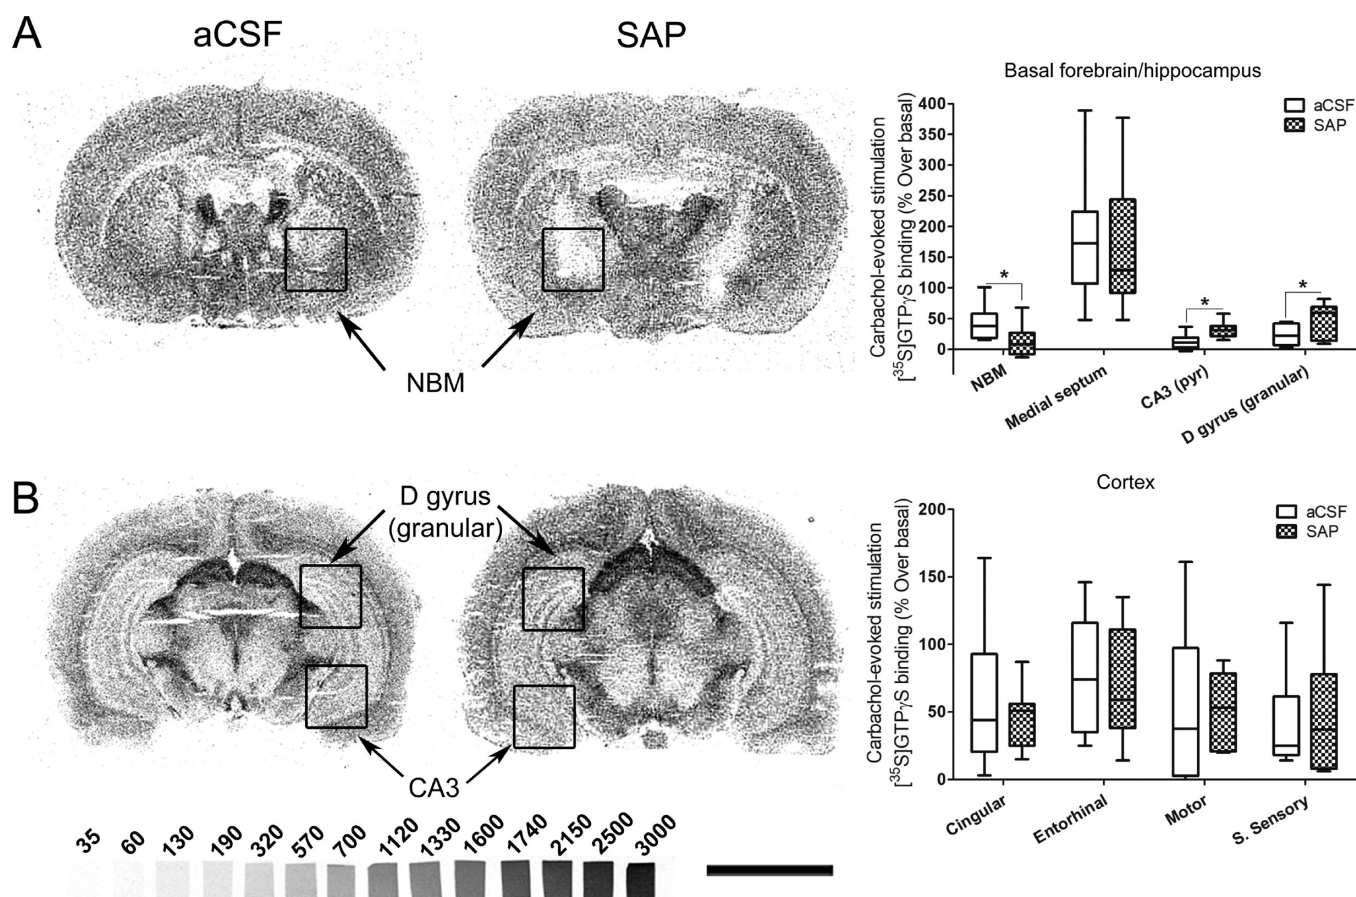 A
aCSF
SAP
NBM
Basal forebrain/hippocampus
Carbachol-evoked stimulation
[³⁵S]GTPγS binding (% Over basal)
400
350
300
250
200
150
100
50
0
aCSF
SAP
*
*
*
NBM
Medial septum
CA3 (pyr)
D gyrus (granular)
B
D gyrus
(granular)
CA3
35 60 130 190 320 570 700 1120 1330 1600 1740 2150 2500 3000
Cortex
Carbachol-evoked stimulation
[³⁵S]GTPγS binding (% Over basal)
200
150
100
50
0
aCSF
SAP
Cingular
Entorhinal
Motor
S. Sensory